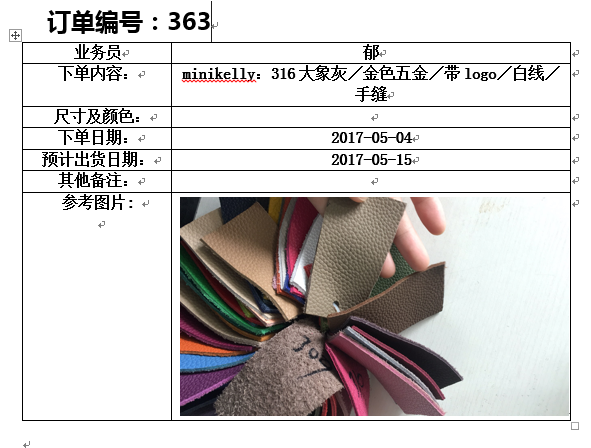 订单编号：363
业务员 郁
下单内容： minikelly：316大象灰／金色五金／带logo／白线／
手缝
尺寸及颜色：
下单日期： 2017-05-04
预计出货日期： 2017-05-15
其他备注：
参考图片：